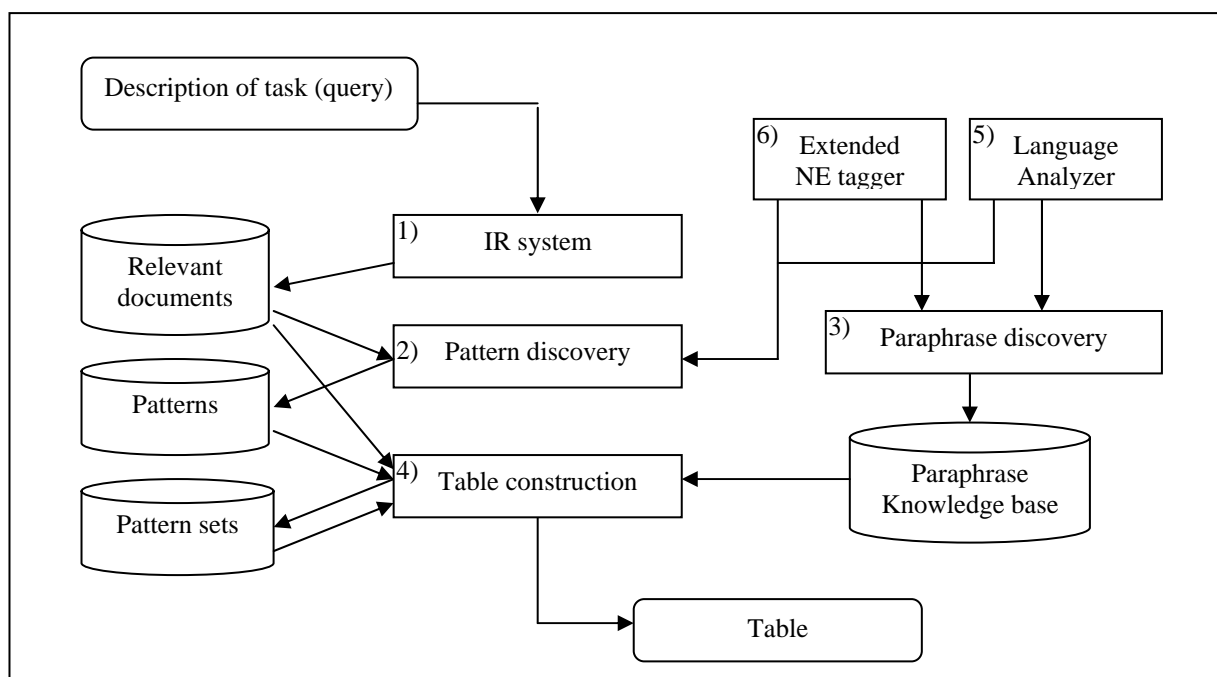 Description of task (query)
6) Extended
NE tagger
5) Language
Analyzer
1) IR system
Relevant
documents
2) Pattern discovery
3) Paraphrase discovery
Patterns
4) Table construction
Paraphrase
Knowledge base
Pattern sets
Table